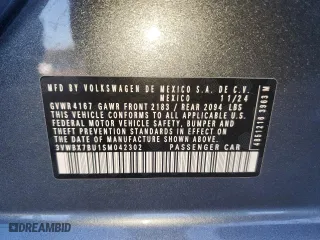 MFD BY VOLKSWAGEN DE MEXICO S.A. DE C.V.
MEXICO 11/24
GVWR 4167 GAWR FRONT 2183 / REAR 2094 LBS
THIS VEHICLE CONFORMS TO ALL APPLICABLE U.S.
FEDERAL MOTOR VEHICLE SAFETY, BUMPER AND
THEFT PREVENTION STANDARDS IN EFFECT ON THE
DATE OF MANUFACTURE SHOWN ABOVE.
3VWBX7BU1SM042302 PASSENGER CAR
4861210 3963 M